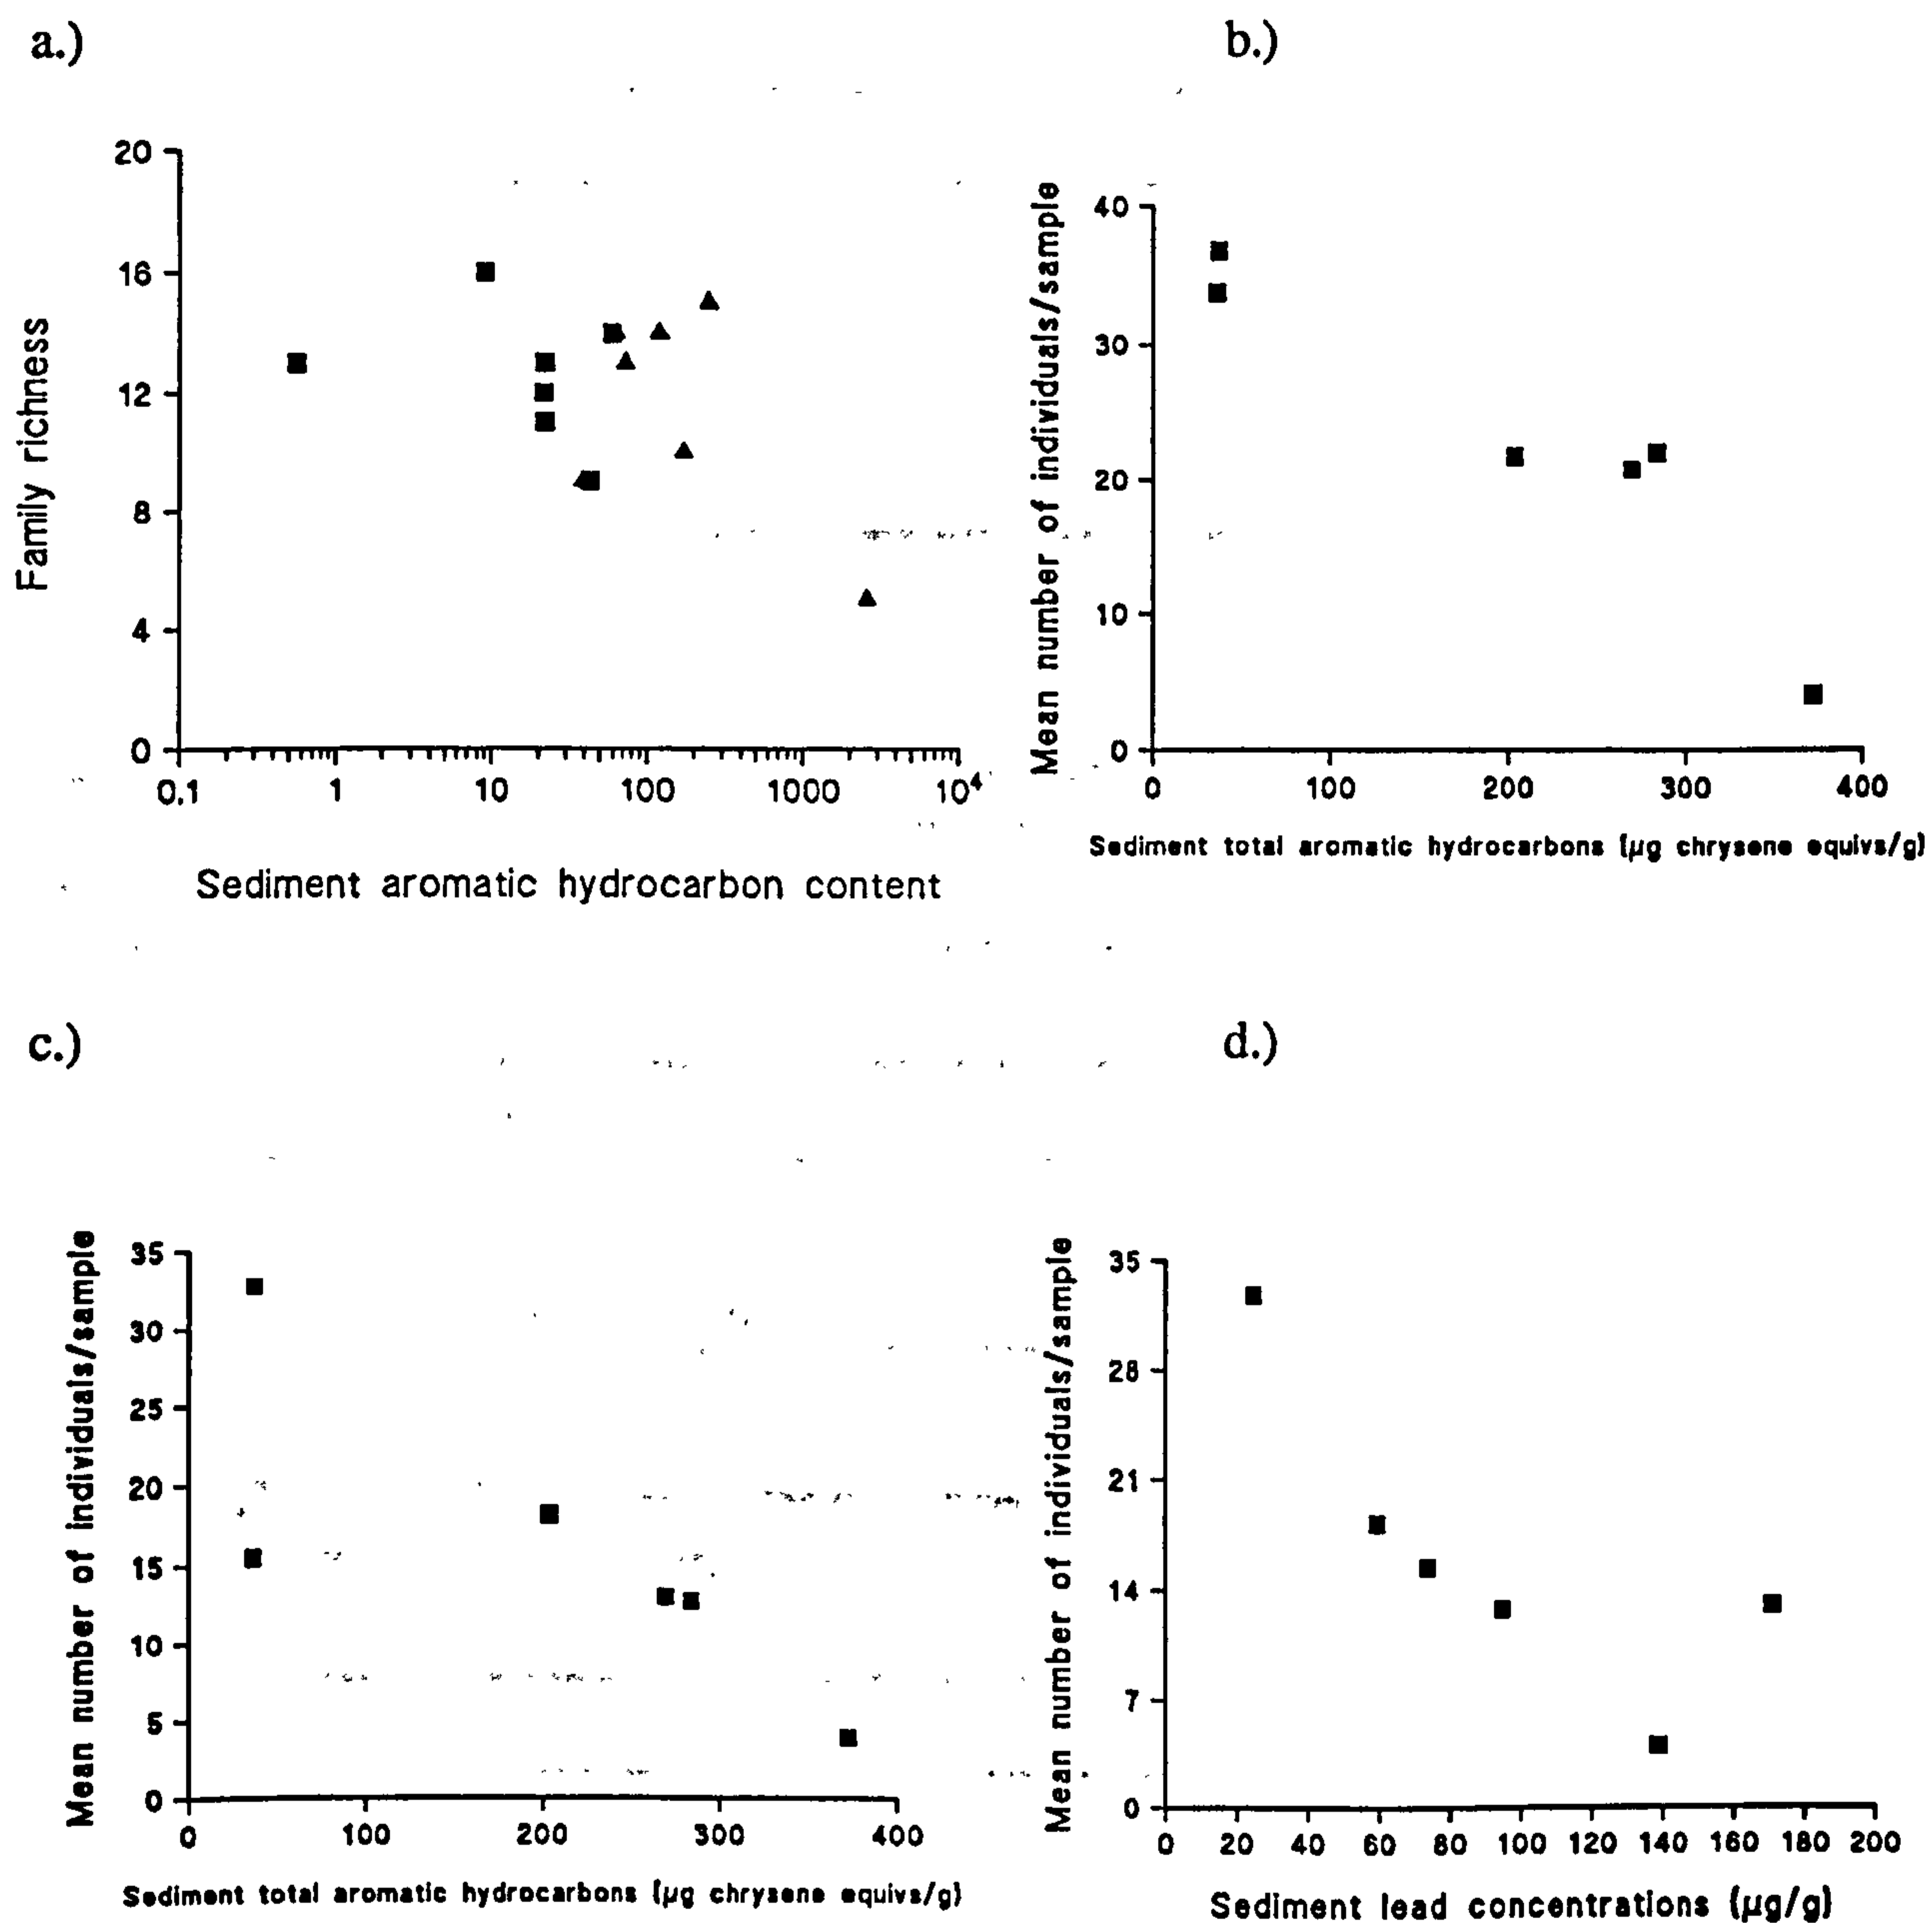 a.)
20
16
12
8
4
0
0.1 1 10 100 1000 10⁴
Family richness
Sediment aromatic hydrocarbon content
b.)
40
30
20
10
0
0 100 200 300 400
Mean number of individuals/sample
Sediment total aromatic hydrocarbons (µg chrysene equivs/g)
c.)
35
30
25
20
15
10
5
0
0 100 200 300 400
Mean number of individuals/sample
Sediment total aromatic hydrocarbons (µg chrysene equivs/g)
d.)
35
28
21
14
7
0
0 20 40 60 80 100 120 140 160 180 200
Mean number of individuals/sample
Sediment lead concentrations (µg/g)